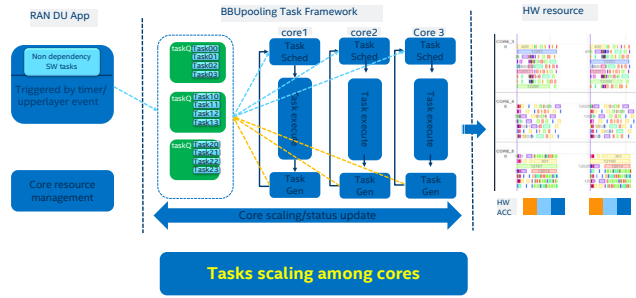 RAN DU App
BBUpooling Task Framework
HW resource
Non dependency
SW tasks
Triggered by timer/
upperlayer event
Core resource
management
taskQ
Task00
Task01
Task02
Task03
taskQ
Task10
Task11
Task12
Task13
taskQ
Task20
Task21
Task22
Task23
core1
core2
Core 3
Task
Sched
Task
Sched
Task
Sched
Task execute
Task execute
Task execute
Task
Gen
Task
Gen
Task
Gen
Core scaling/status update
HW
ACC
Tasks scaling among cores